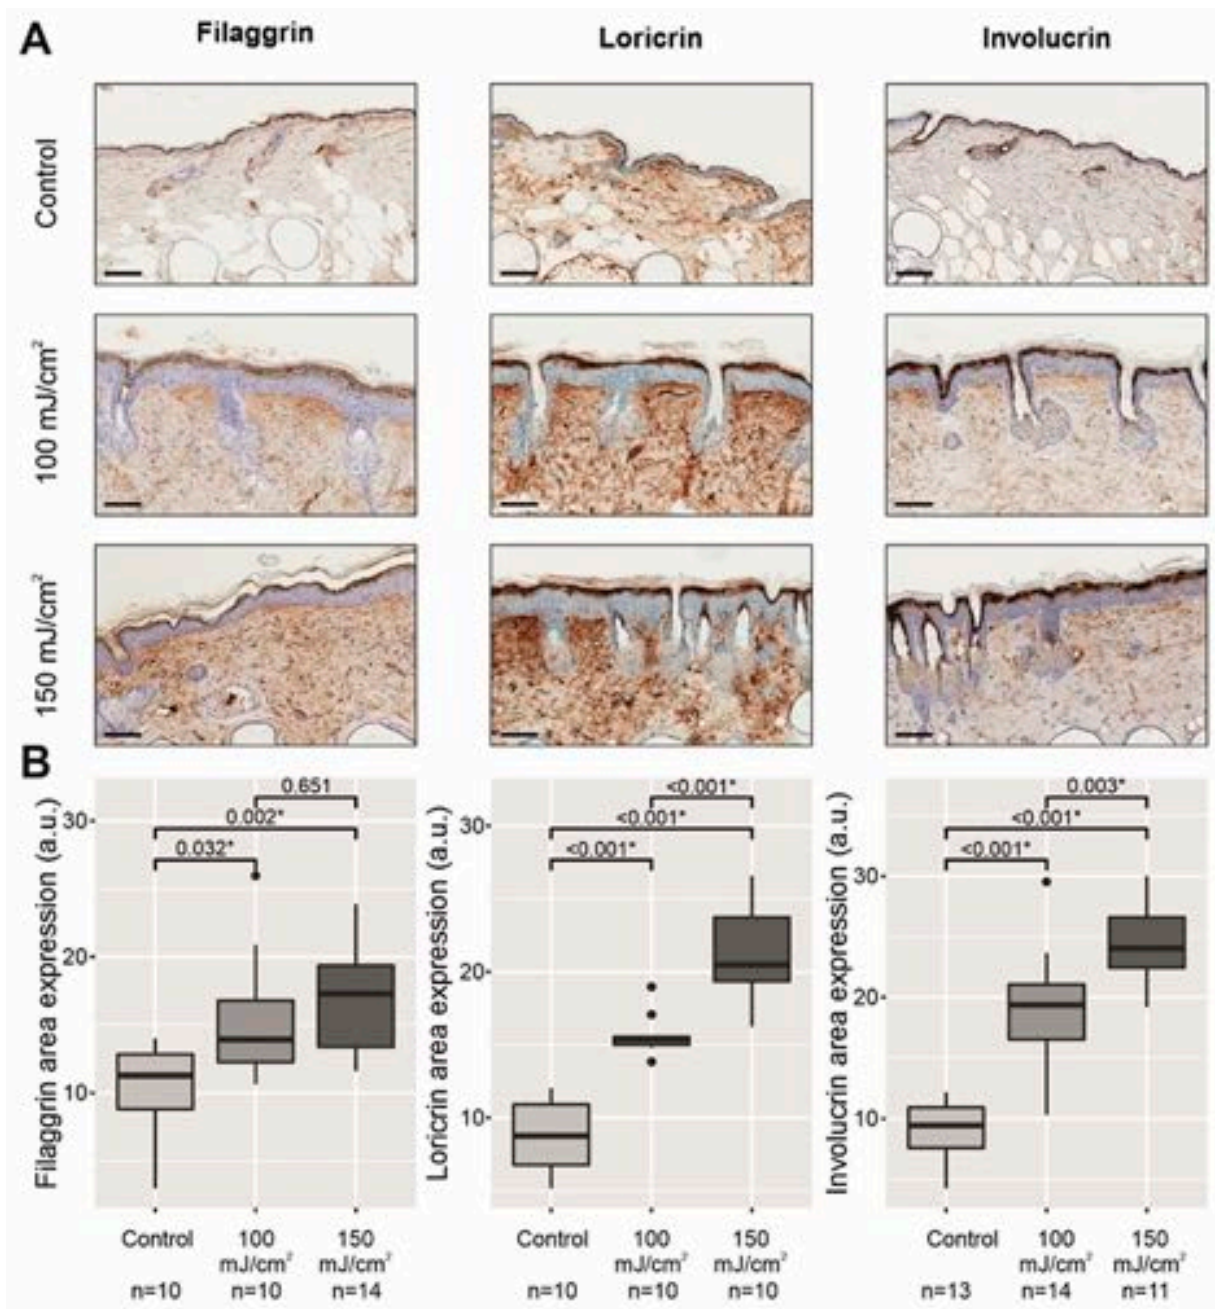 A
Filaggrin
Loricrin
Involucrin
Control
100 mJ/cm²
150 mJ/cm²
B
Filaggrin area expression (a.u.)
30
20
10
0.651
0.002*
0.032*
Control
100 mJ/cm²
150 mJ/cm²
n=10
n=10
n=14
Loricrin area expression (a.u.)
30
20
10
<0.001*
<0.001*
<0.001*
Control
100 mJ/cm²
150 mJ/cm²
n=10
n=10
n=10
Involucrin area expression (a.u.)
30
20
10
0.003*
<0.001*
<0.001*
Control
100 mJ/cm²
150 mJ/cm²
n=13
n=14
n=11